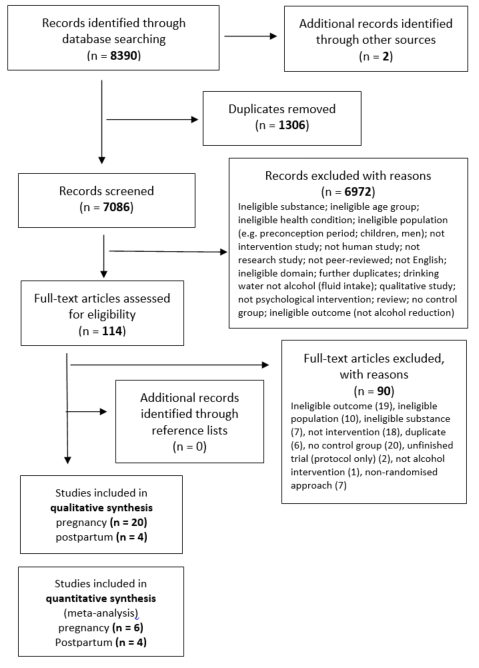 Records identified through
database searching
(n = 8390)
Additional records identified
through other sources
(n = 2)
Duplicates removed
(n = 1306)
Records screened
(n = 7086)
Records excluded with reasons
(n = 6972)
Ineligible substance; ineligible age group;
ineligible health condition; ineligible population
(e.g. preconception period; children, men); not
intervention study; not human study; not
research study; not peer-reviewed; not English;
ineligible domain; further duplicates; drinking
water not alcohol (fluid intake); qualitative study;
not psychological intervention; review; no control
group; ineligible outcome (not alcohol reduction)
Full-text articles assessed
for eligibility
(n = 114)
Full-text articles excluded,
with reasons
(n = 90)
Ineligible outcome (19), ineligible
population (10), ineligible substance
(7), not intervention (18), duplicate
(6), no control group (20), unfinished
trial (protocol only) (2), not alcohol
intervention (1), non-randomised
approach (7)
Additional records
identified through
reference lists
(n = 0)
Studies included in
qualitative synthesis
pregnancy (n = 20)
postpartum (n = 4)
Studies included in
quantitative synthesis
(meta-analysis)
pregnancy (n = 6)
Postpartum (n = 4)